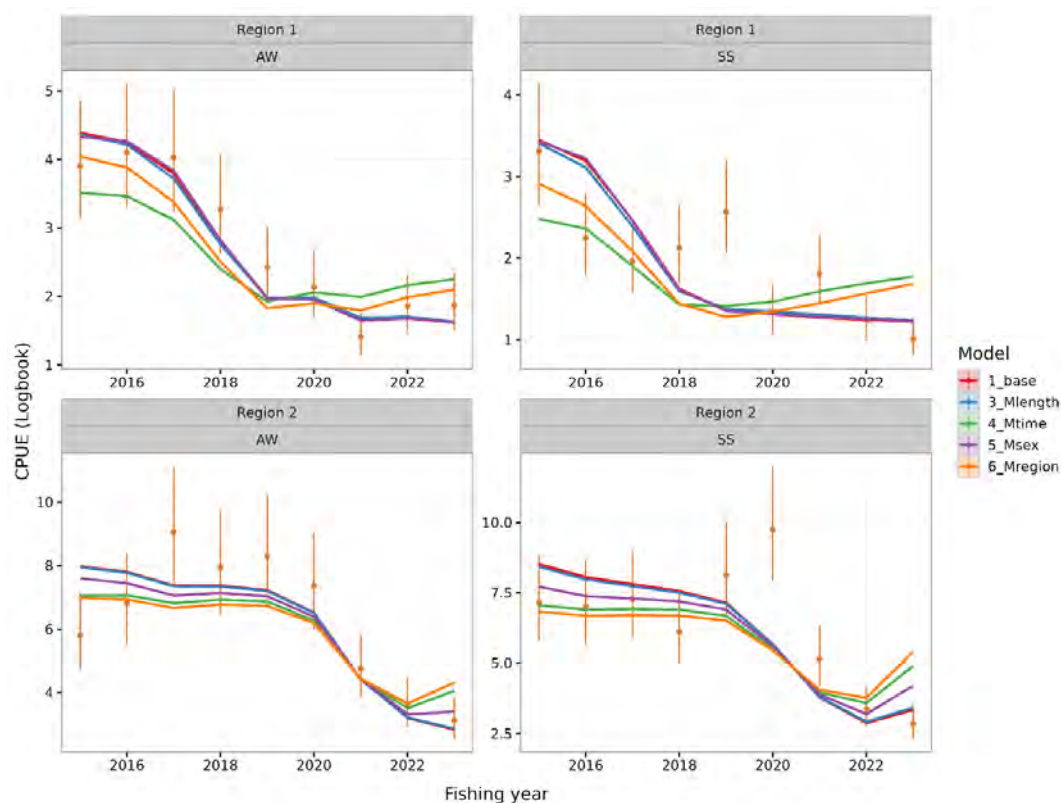 Region 1
AW
Region 1
SS
5
4
3
2
1
4
3
2
1
2016 2018 2020 2022
2016 2018 2020 2022
CPUE (Logbook)
Region 2
AW
Region 2
SS
10
8
6
4
10.0
7.5
5.0
2.5
2016 2018 2020 2022
2016 2018 2020 2022
Fishing year
Model
1_base
3_Mlength
4_Mtime
5_Msex
6_Mregion